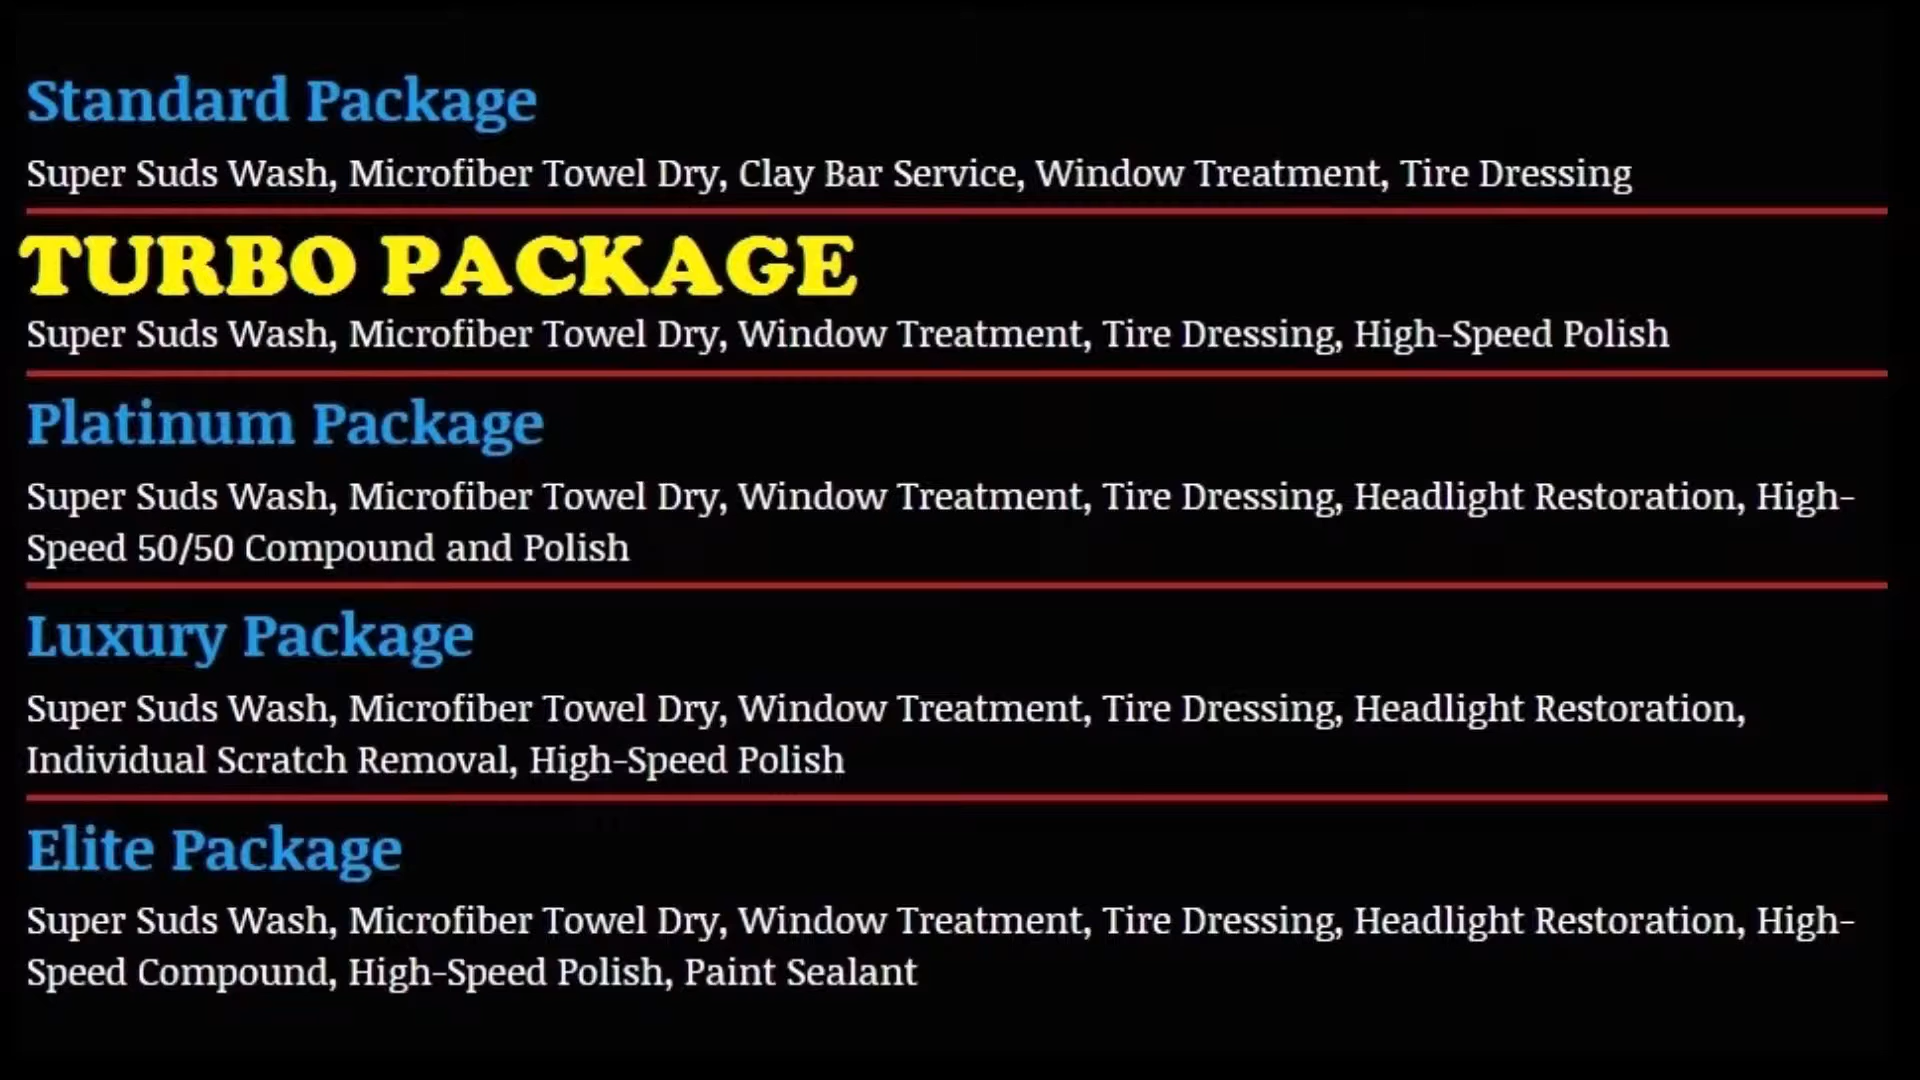 Standard Package
Super Suds Wash, Microfiber Towel Dry, Clay Bar Service, Window Treatment, Tire Dressing
TURBO PACKAGE
Super Suds Wash, Microfiber Towel Dry, Window Treatment, Tire Dressing, High-Speed Polish
Platinum Package
Super Suds Wash, Microfiber Towel Dry, Window Treatment, Tire Dressing, Headlight Restoration, High-
Speed 50/50 Compound and Polish
Luxury Package
Super Suds Wash, Microfiber Towel Dry, Window Treatment, Tire Dressing, Headlight Restoration,
Individual Scratch Removal, High-Speed Polish
Elite Package
Super Suds Wash, Microfiber Towel Dry, Window Treatment, Tire Dressing, Headlight Restoration, High-
Speed Compound, High-Speed Polish, Paint Sealant